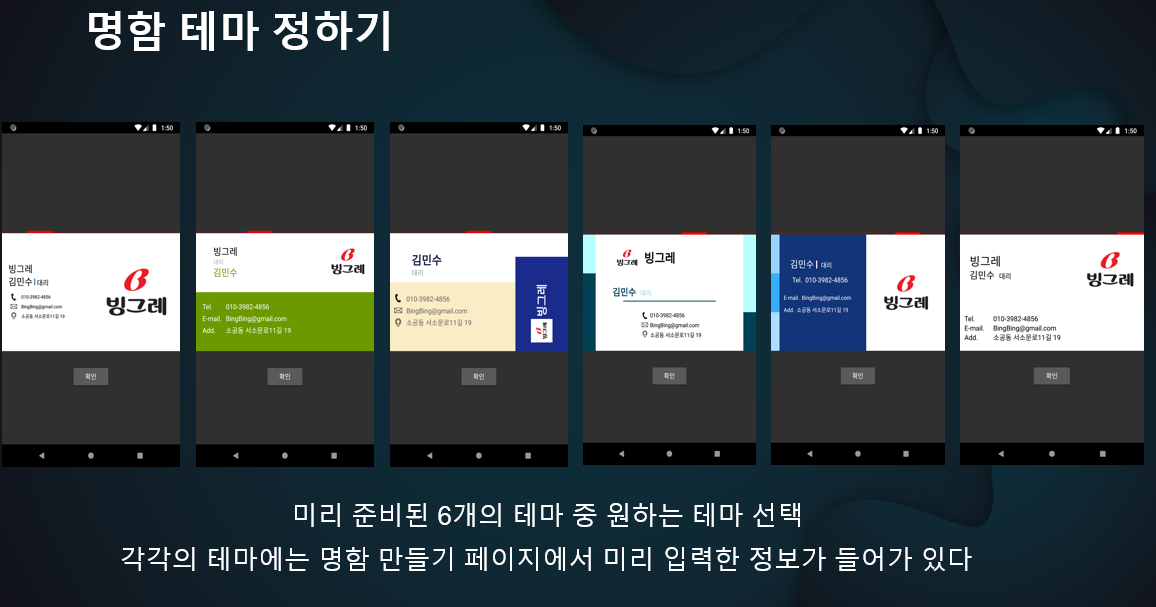 명함 테마 정하기
1:50
빙그레
김민수 | 대리
010-3982-4856
BingBing@gmail.com
소공동 서소문로11길 19
빙그레
확인
1:50
빙그레
대리
김민수
빙그레
Tel. 010-3982-4856
E-mail. BingBing@gmail.com
Add. 소공동 서소문로11길 19
확인
1:50
김민수
대리
010-3982-4856
BingBing@gmail.com
소공동 서소문로11길 19
빙그레
빙그레
확인
1:50
빙그레
빙그레
김민수 대리
010-3982-4856
BingBing@gmail.com
소공동 서소문로11길 19
확인
1:50
김민수 | 대리
Tel. 010-3982-4856
E-mail. BingBing@gmail.com
Add. 소공동 서소문로11길 19
빙그레
확인
1:50
빙그레
김민수 대리
빙그레
Tel. 010-3982-4856
E-mail. BingBing@gmail.com
Add. 소공동 서소문로11길 19
확인
미리 준비된 6개의 테마 중 원하는 테마 선택
각각의 테마에는 명함 만들기 페이지에서 미리 입력한 정보가 들어가 있다